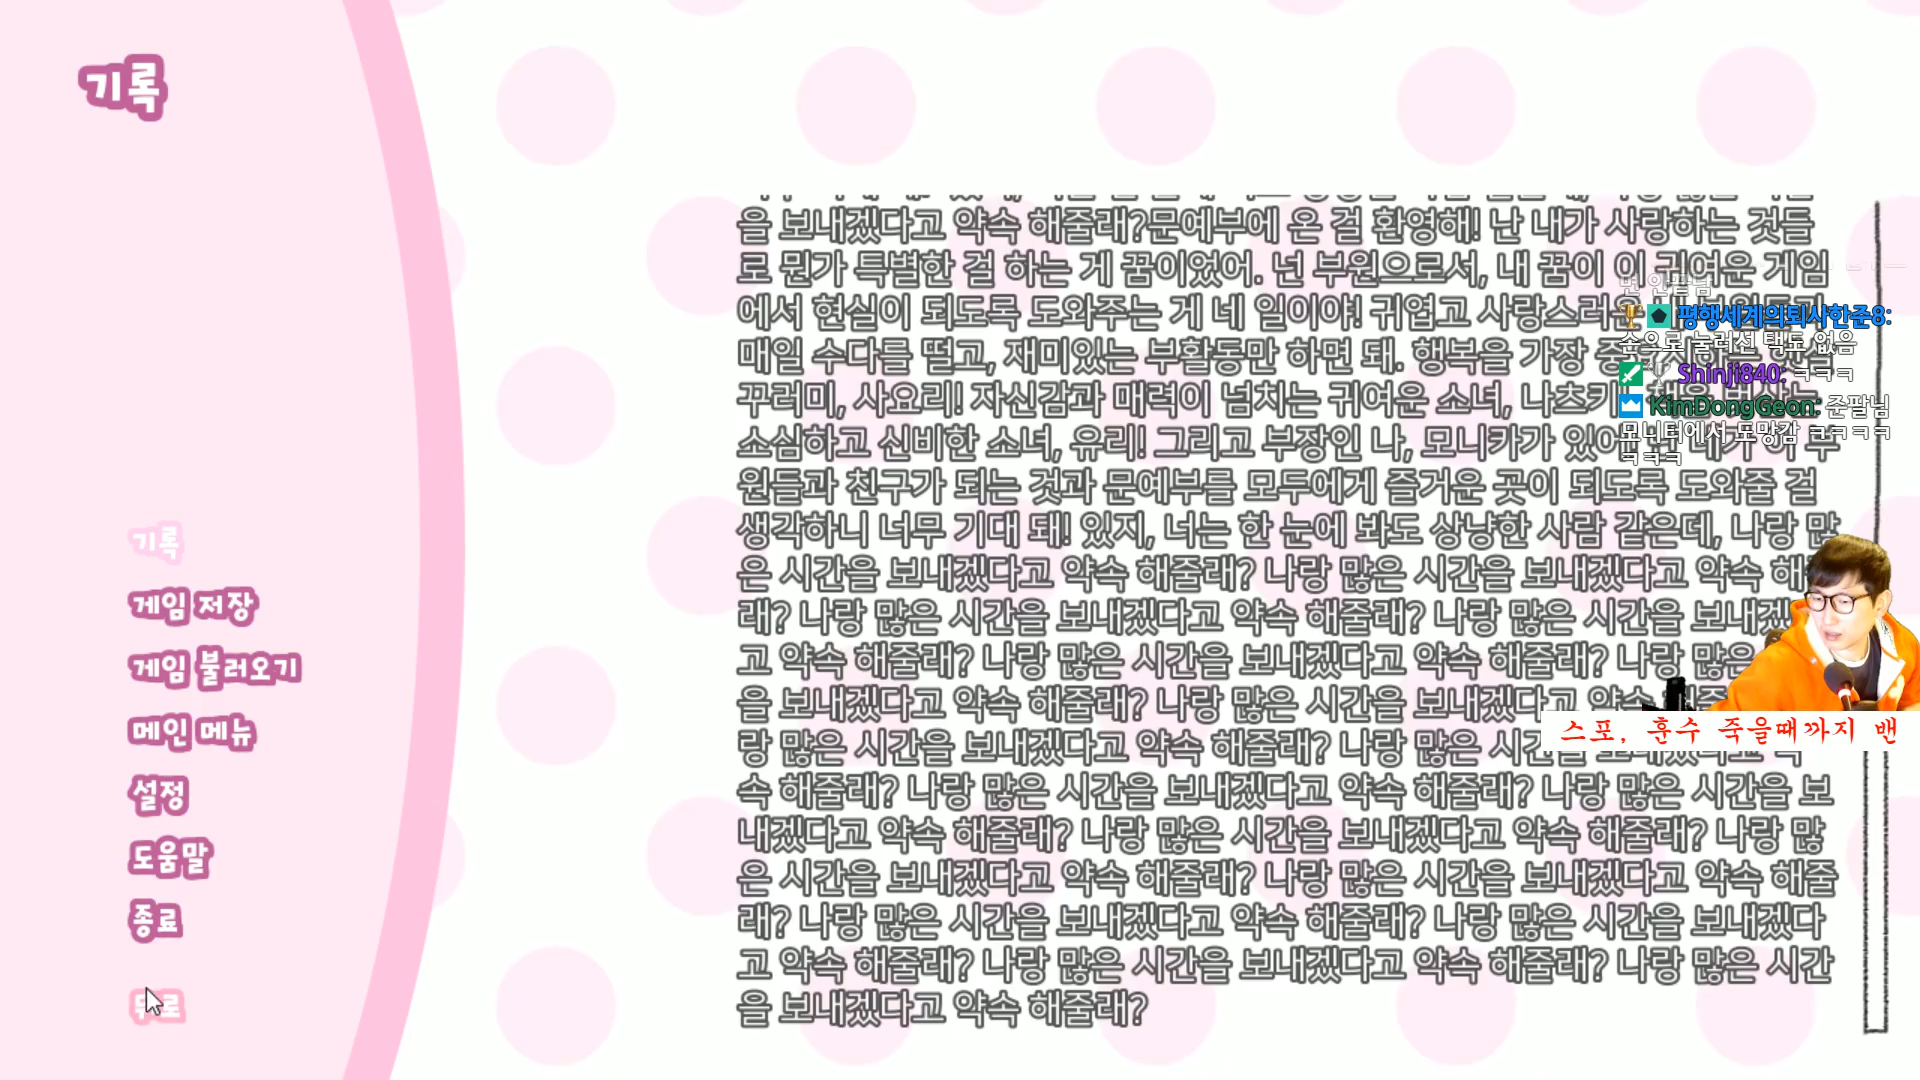 기록
을 보내겠다고 약속 해줄래?문예부에 온 걸 환영해! 난 내가 사랑하는 것들
로 뭔가 특별한 걸 하는 게 꿈이었어. 넌 부원으로서, 내 꿈이 이 귀여운 게임
에서 현실이 되도록 도와주는 게 네 일이야! 귀엽고 사랑스러운
매일 수다를 떨고, 재미있는 부활동만 하면 돼. 행복을 가장
꾸러미, 사요리! 자신감과 매력이 넘치는 귀여운 소녀, 나츠키!
소심하고 신비한 소녀, 유리! 그리고 부장인 나, 모니카가 있어!
원들과 친구가 되는 것과 문예부를 모두에게 즐거운 곳이 되도록 도와줄 걸
생각하니 너무 기대 돼! 있지, 너는 한 눈에 봐도 상냥한 사람 같은데, 나랑 많
은 시간을 보내겠다고 약속 해줄래? 나랑 많은 시간을 보내겠다고 약속 해
래? 나랑 많은 시간을 보내겠다고 약속 해줄래? 나랑 많은 시간을 보내겠
고 약속 해줄래? 나랑 많은 시간을 보내겠다고 약속 해줄래? 나랑 많은
을 보내겠다고 약속 해줄래? 나랑 많은 시간을 보내겠다고 약속
랑 많은 시간을 보내겠다고 약속 해줄래? 나랑 많은 시간을 보내겠다고 약
속 해줄래? 나랑 많은 시간을 보내겠다고 약속 해줄래? 나랑 많은 시간을 보
내겠다고 약속 해줄래? 나랑 많은 시간을 보내겠다고 약속 해줄래? 나랑 많
은 시간을 보내겠다고 약속 해줄래? 나랑 많은 시간을 보내겠다고 약속 해줄
래? 나랑 많은 시간을 보내겠다고 약속 해줄래? 나랑 많은 시간을 보내겠다
고 약속 해줄래? 나랑 많은 시간을 보내겠다고 약속 해줄래? 나랑 많은 시간
을 보내겠다고 약속 해줄래?
기록
게임 저장
게임 불러오기
메인 메뉴
설정
도움말
종료
뒤로
면 안끝남
평행세계의퇴사한준8:
손으로 눌러선 택도 없음
Shinji840: ㅋㅋㅋ
KimDongGeon: 준팔님
모니터에서 도망감 ㅋㅋㅋㅋ
ㅋㅋㅋ
스포, 훈수 죽을때까지 밴